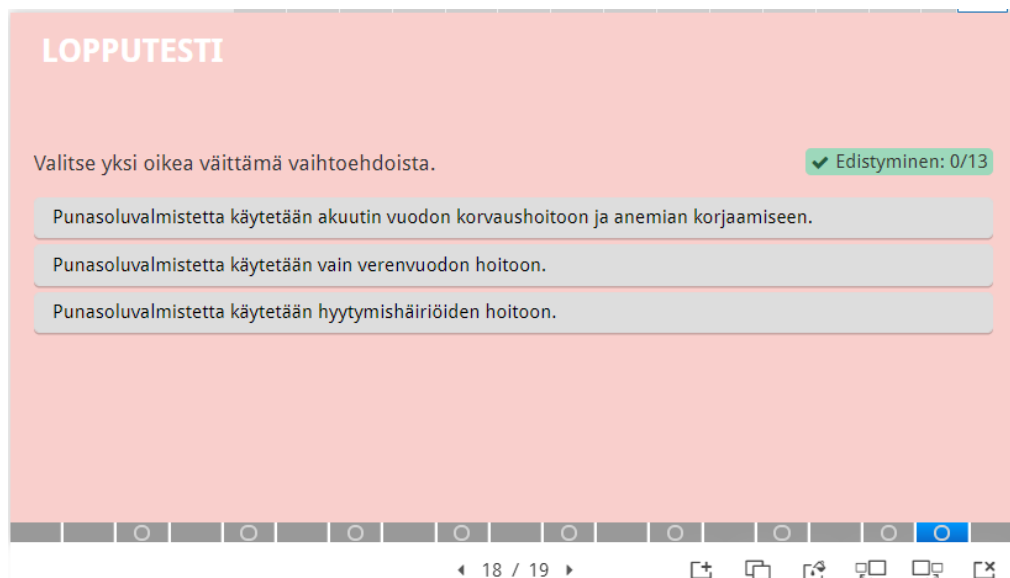 LOPPUTESTI
Valitse yksi oikea väittämä vaihtoehdoista.
✔ Edistyminen: 0/13
Punasoluvalmistetta käytetään akuutin vuodon korvaushoitoon ja anemian korjaamiseen.
Punasoluvalmistetta käytetään vain verenvuodon hoitoon.
Punasoluvalmistetta käytetään hyytymishäiriöiden hoitoon.
18 / 19